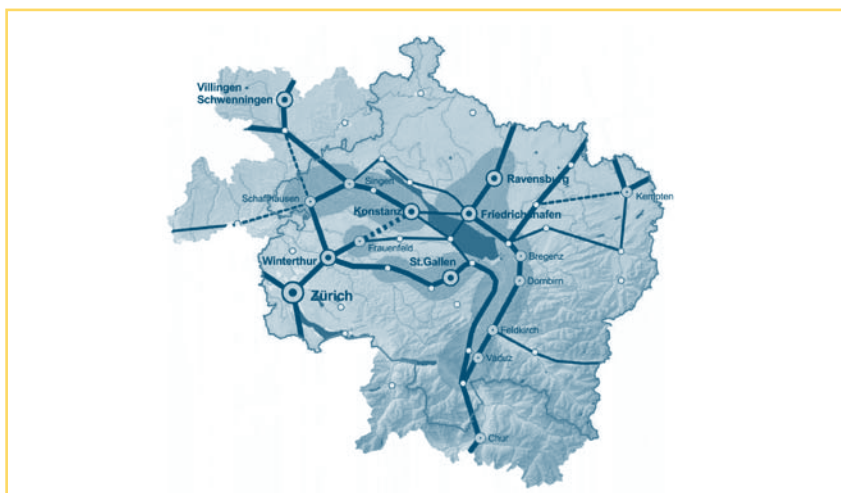 Villingen -
Schwenningen
Ravensburg
Singen
Schaffhausen
Konstanz
Friedrichshafen
Kempten
Frauenfeld
Winterthur
St.Gallen
Bregenz
Zürich
Dornbirn
Feldkirch
Vaduz
Chur